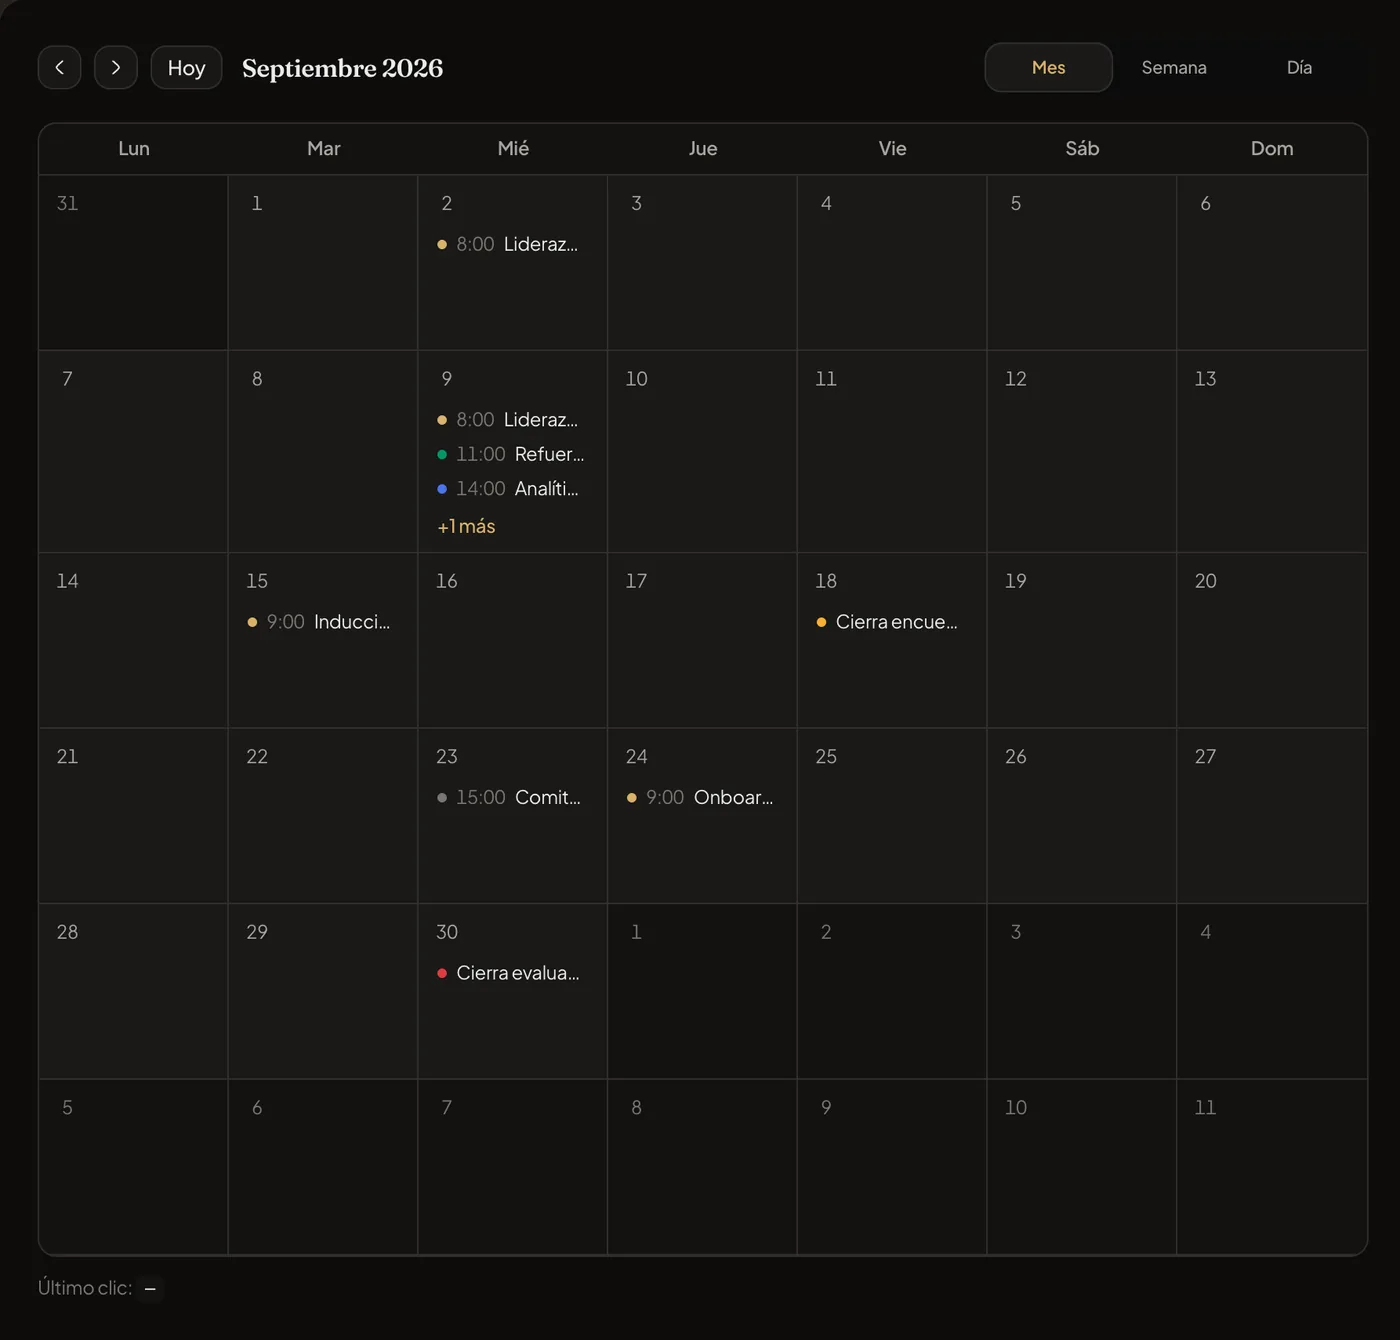 Hoy Septiembre 2026 Mes Semana Día
Lun Mar Mié Jue Vie Sáb Dom
31 1 2 3 4 5 6
8:00 Lideraz...
7 8 9 10 11 12 13
8:00 Lideraz...
11:00 Refuer...
14:00 Analíti...
+1 más
14 15 16 17 18 19 20
9:00 Inducci... Cierra encue...
21 22 23 24 25 26 27
15:00 Comit... 9:00 Onboar...
28 29 30 1 2 3 4
Cierra evalua...
5 6 7 8 9 10 11
Último clic: —